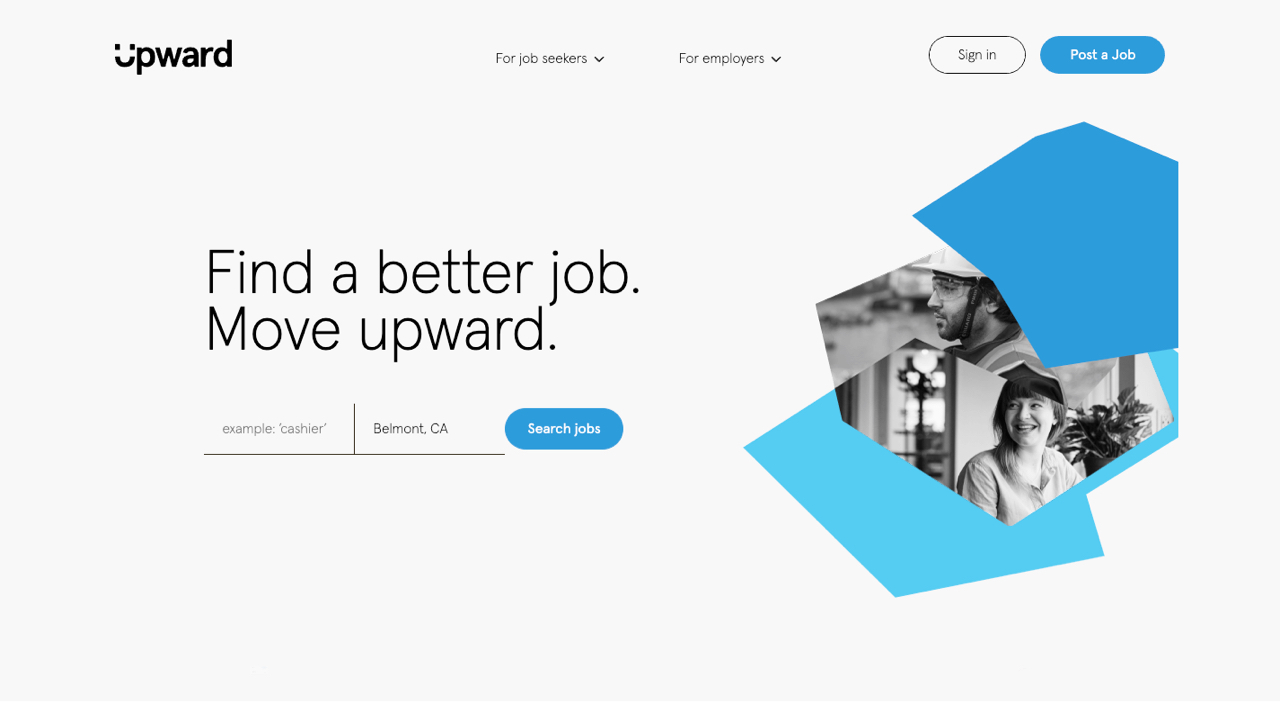 Upward
For job seekers
For employers
Sign in
Post a Job
Find a better job.
Move upward.
example: ‘cashier’
Belmont, CA
Search jobs